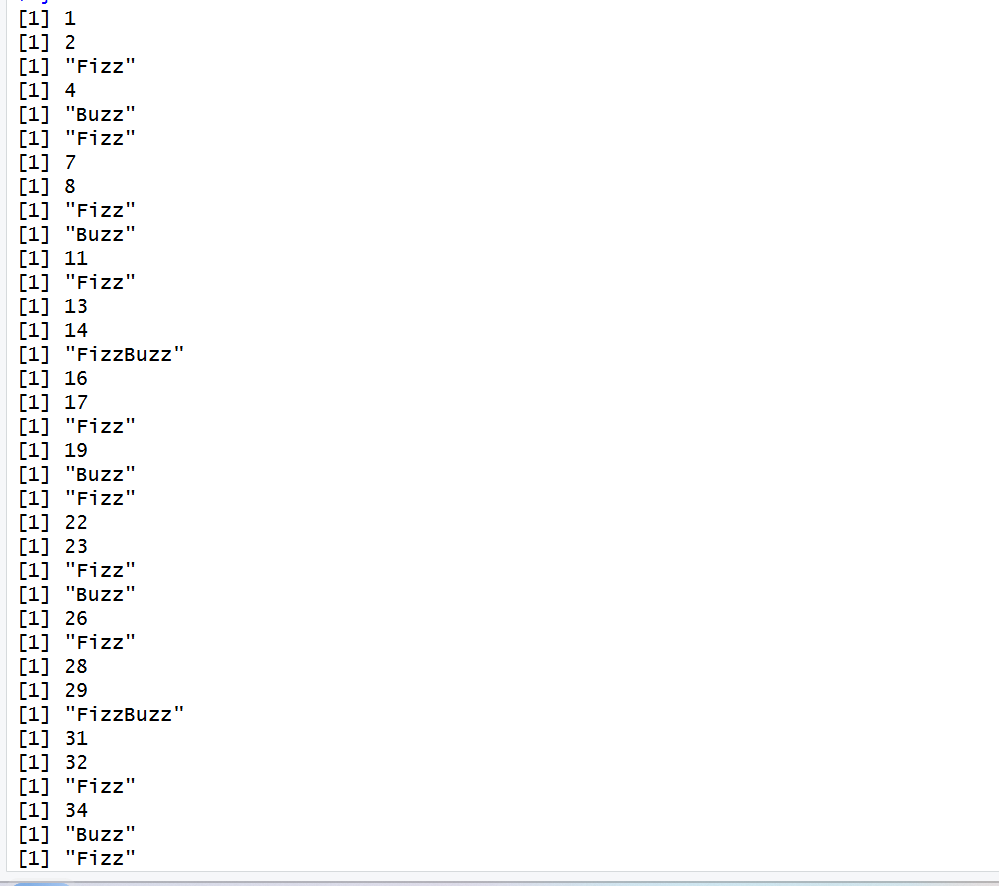 [1] 1
[1] 2
[1] "Fizz"
[1] 4
[1] "Buzz"
[1] "Fizz"
[1] 7
[1] 8
[1] "Fizz"
[1] "Buzz"
[1] 11
[1] "Fizz"
[1] 13
[1] 14
[1] "FizzBuzz"
[1] 16
[1] 17
[1] "Fizz"
[1] 19
[1] "Buzz"
[1] "Fizz"
[1] 22
[1] 23
[1] "Fizz"
[1] "Buzz"
[1] 26
[1] "Fizz"
[1] 28
[1] 29
[1] "FizzBuzz"
[1] 31
[1] 32
[1] "Fizz"
[1] 34
[1] "Buzz"
[1] "Fizz"